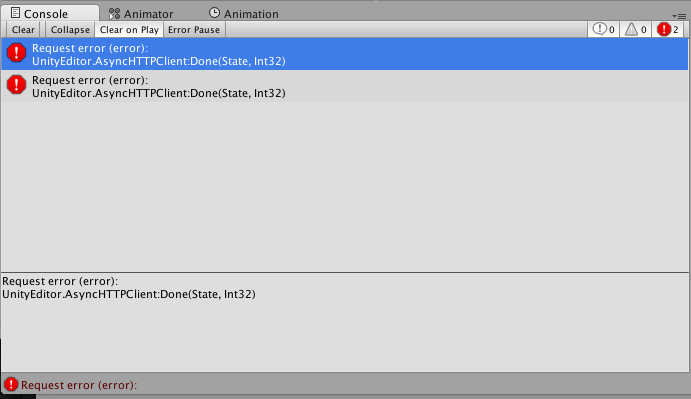 Console Animator Animation
Clear Collapse Clear on Play Error Pause 0 0 2
Request error (error):
UnityEditor.AsyncHTTPClient:Done(State, Int32)
Request error (error):
UnityEditor.AsyncHTTPClient:Done(State, Int32)
Request error (error):
UnityEditor.AsyncHTTPClient:Done(State, Int32)
Request error (error):